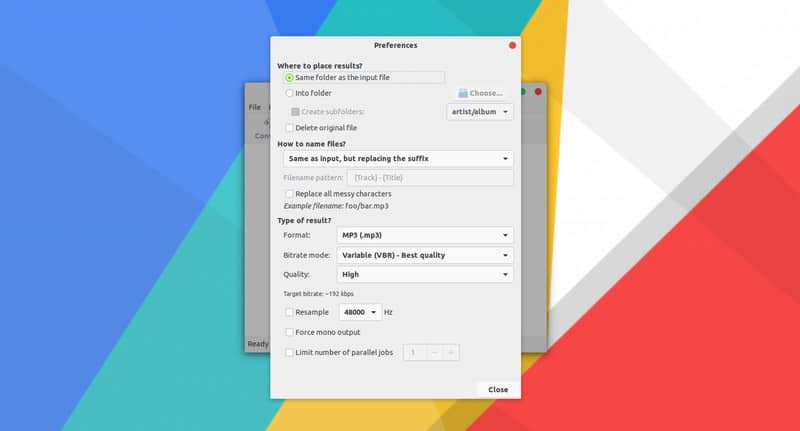 Preferences
Where to place results?
Same folder as the input file
Into folder
Choose...
Create subfolders:
artist/album
Delete original file
File
How to name files?
Same as input, but replacing the suffix
Filename pattern: {Track} - {Title}
Replace all messy characters
Example filename: foo/bar.mp3
Type of result?
Format: MP3 (.mp3)
Bitrate mode: Variable (VBR) - Best quality
Quality: High
Target bitrate: ~192 kbps
Resample 48000 Hz
Force mono output
Ready
Limit number of parallel jobs 1 − +
Close